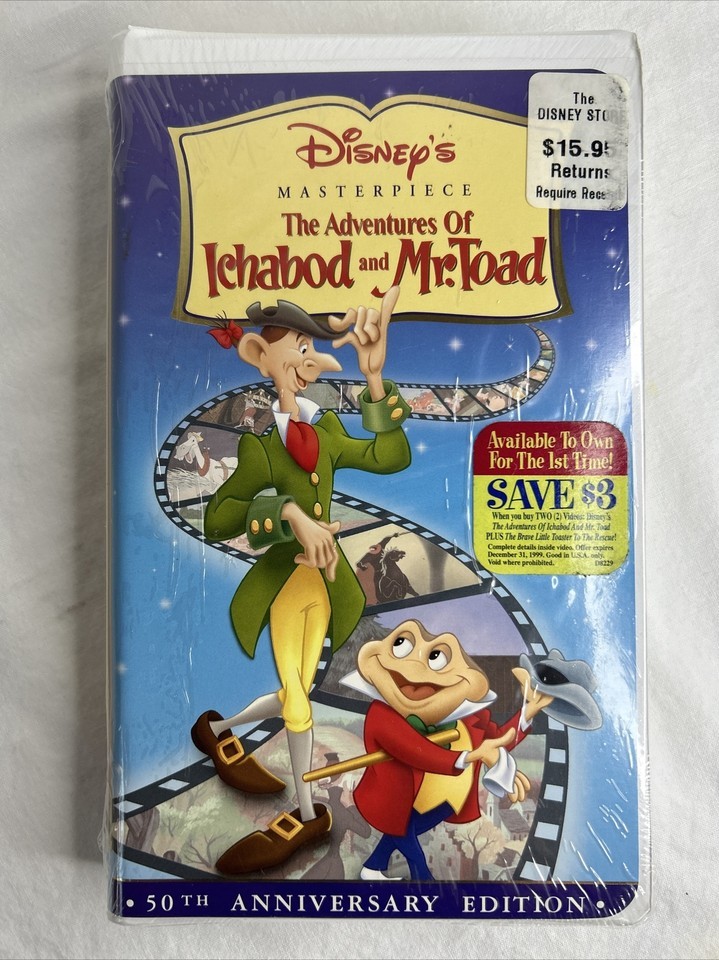 The
DISNEY STORE
$15.95
Returns
Require Rece
Disney's
MASTERPIECE
The Adventures Of
Ichabod and Mr. Toad
Available To Own
For The 1st Time!
SAVE $3
When you buy TWO (2) Videos: Disney's
The Adventures Of Ichabod And Mr. Toad
PLUS The Brave Little Toaster To The Rescue!
Complete details inside video. Offer expires
December 31, 1999. Good in U.S.A. only.
Void where prohibited. D8229
• 50TH ANNIVERSARY EDITION •